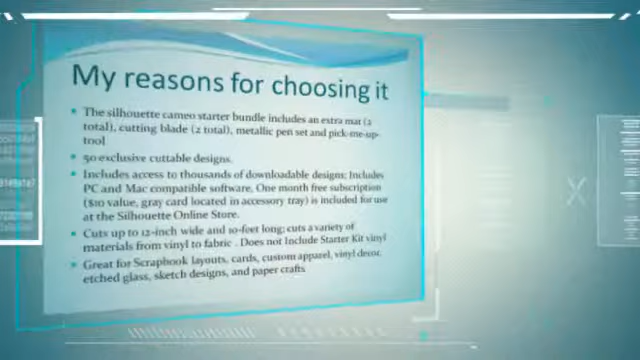 My reasons for choosing it
The silhouette cameo starter bundle includes an extra mat (2
total), cutting blade (2 total), metallic pen set and pick-me-up-
tool
50 exclusive cuttable designs.
Includes access to thousands of downloadable designs; Includes
PC and Mac compatible software. One month free subscription
($10 value, gray card located in accessory tray) is included for use
at the Silhouette Online Store.
Cuts up to 12-inch wide and 10-feet long; cuts a variety of
materials from vinyl to fabric . Does not Include Starter Kit vinyl
Great for Scrapbook layouts, cards, custom apparel, vinyl decor,
etched glass, sketch designs, and paper crafts